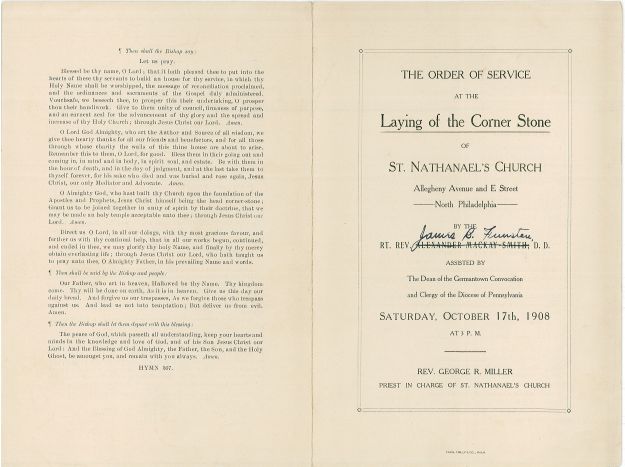 ¶ Then shall the Bishop say:
Let us pray.
Blessed be thy name, O Lord; that it hath pleased thee to put into the
hearts of these thy servants to build an house for thy service, in which thy
Holy Name shall be worshipped, the message of reconciliation proclaimed,
and the ordinances and sacraments of the Gospel duly administered.
Vouchsafe, we beseech thee, to prosper this their undertaking, O prosper
thou their handiwork. Give to them unity of council, firmness of purpose,
and an earnest zeal for the advancement of thy glory and the spread and
increase of thy Holy Church; through Jesus Christ our Lord. Amen.
O Lord God Almighty, who art the Author and Source of all wisdom, we
give thee hearty thanks for all our friends and benefactors, and for all those
through whose charity the walls of this thine house are about to arise.
Remember this to them, O Lord, for good. Bless them in their going out and
coming in, in mind and in body, in spirit soul, and estate. Be with them in
the hour of death, and in the day of judgment, and at the last take them to
thyself forever, for his sake who died and was buried and rose again, Jesus
Christ, our only Mediator and Advocate. Amen.
O Almighty God, who hast built thy Church upon the foundation of the
Apostles and Prophets, Jesus Christ himself being the head corner-stone;
Grant us to be joined together in unity of spirit by their doctrine, that we
may be made an holy temple acceptable unto thee; through Jesus Christ our
Lord. Amen.
Direct us O Lord, in all our doings, with thy most gracious favour, and
further us with thy continual help, that in all our works begun, continued,
and ended in thee, we may glorify thy holy Name, and finally by thy mercy
obtain everlasting life; through Jesus Christ our Lord, who hath taught us
to pray unto thee, O Almighty Father, in his prevailing Name and words.
¶ Then shall be said by the Bishop and people:
Our Father, who art in heaven, Hallowed be thy Name. Thy kingdom
come. Thy will be done on earth, As it is in heaven. Give us this day our
daily bread. And forgive us our trespasses, As we forgive those who trespass
against us. And lead us not into temptation; But deliver us from evil.
Amen.
¶ Then the Bishop shall let them depart with this blessing:
The peace of God, which passeth all understanding, keep your hearts and
minds in the knowledge and love of God, and of his Son Jesus Christ our
Lord: And the Blessing of God Almighty, the Father, the Son, and the Holy
Ghost, be amongst you, and remain with you always. Amen.
HYMN 507.
THE ORDER OF SERVICE
AT THE
Laying of the Corner Stone
OF
ST. NATHANAEL'S CHURCH
Allegheny Avenue and E Street
North Philadelphia
BY THE
James B. Funsten
RT. REV. ALEXANDER MACKAY-SMITH, D. D.
ASSISTED BY
The Dean of the Germantown Convocation
and Clergy of the Diocese of Pennsylvania
SATURDAY, OCTOBER 17th, 1908
AT 3 P. M.
REV. GEORGE R. MILLER
PRIEST IN CHARGE OF ST. NATHANAEL'S CHURCH